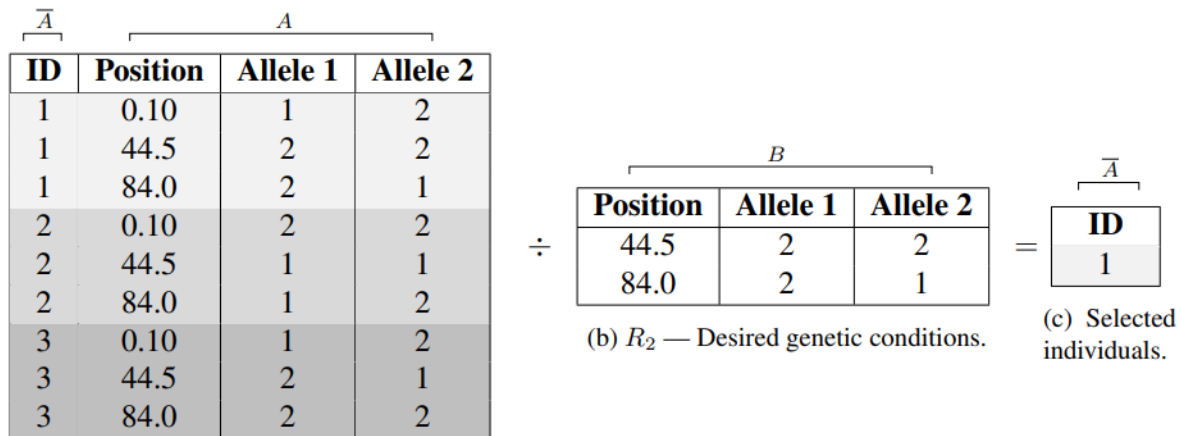 A̅ A
ID Position Allele 1 Allele 2
1 0.10 1 2
1 44.5 2 2
1 84.0 2 1
2 0.10 2 2
2 44.5 1 1
2 84.0 1 2
3 0.10 1 2
3 44.5 2 1
3 84.0 2 2
÷
B
Position Allele 1 Allele 2
44.5 2 2
84.0 2 1
(b) R₂ — Desired genetic conditions.
=
A̅
ID
1
(c) Selected
individuals.